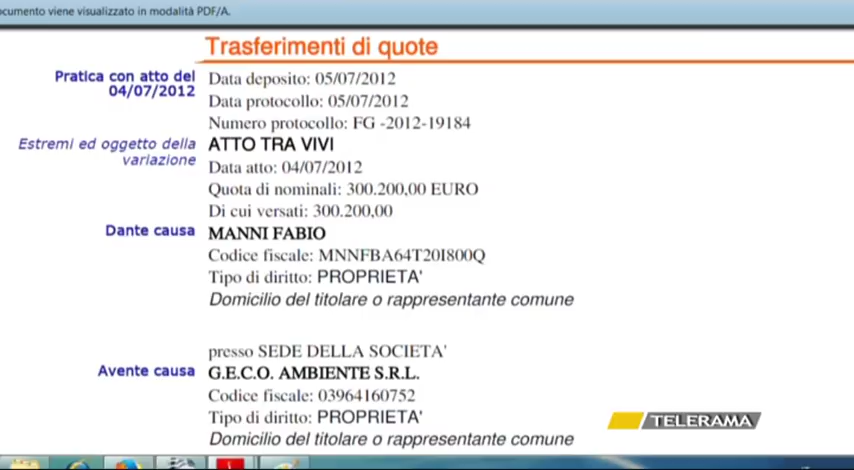 ocumento viene visualizzato in modalità PDF/A.
Trasferimenti di quote
Pratica con atto del 04/07/2012
Data deposito: 05/07/2012
Data protocollo: 05/07/2012
Numero protocollo: FG -2012-19184
Estremi ed oggetto della variazione
ATTO TRA VIVI
Data atto: 04/07/2012
Quota di nominali: 300.200,00 EURO
Di cui versati: 300.200,00
Dante causa
MANNI FABIO
Codice fiscale: MNNFBA64T20I800Q
Tipo di diritto: PROPRIETA'
Domicilio del titolare o rappresentante comune
presso SEDE DELLA SOCIETA'
Avente causa
G.E.C.O. AMBIENTE S.R.L.
Codice fiscale: 03964160752
Tipo di diritto: PROPRIETA'
Domicilio del titolare o rappresentante comune
TELERAMA